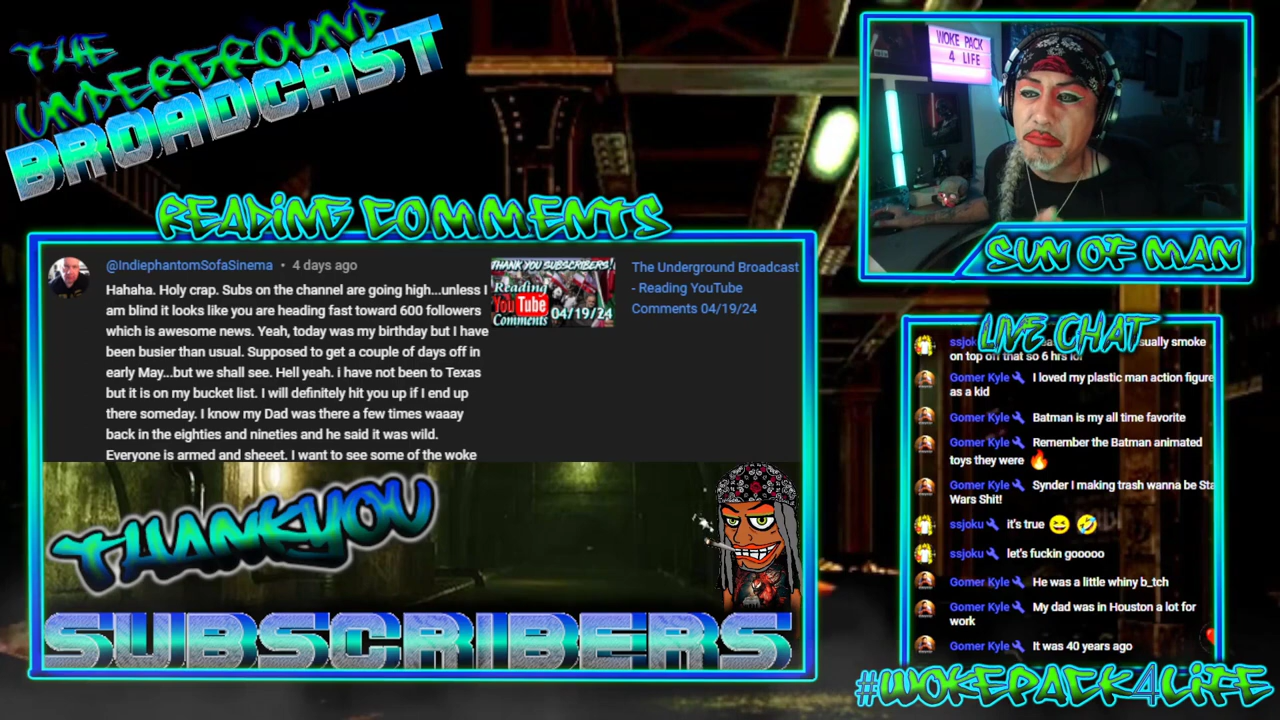 THE
UNDERGROUND
BROADCAST
READING COMMENTS
@IndiephantomSofaSinema • 4 days ago
Hahaha. Holy crap. Subs on the channel are going high...unless I
am blind it looks like you are heading fast toward 600 followers
which is awesome news. Yeah, today was my birthday but I have
been busier than usual. Supposed to get a couple of days off in
early May...but we shall see. Hell yeah. i have not been to Texas
but it is on my bucket list. I will definitely hit you up if I end up
there someday. I know my Dad was there a few times waaay
back in the eighties and nineties and he said it was wild.
Everyone is armed and sheeet. I want to see some of the woke
THANK YOU SUBSCRIBERS!
Reading
YouTube
Comments 04/19/24
The Underground Broadcast
- Reading YouTube
Comments 04/19/24
THANK YOU
SUBSCRIBERS
WOKE PACK
4 LIFE
SUN OF MAN
LIVE CHAT
ssjoku sually smoke
on top off that so 6 hrs lol
Gomer Kyle I loved my plastic man action figure
as a kid
Gomer Kyle Batman is my all time favorite
Gomer Kyle Remember the Batman animated
toys they were 🔥
Gomer Kyle Synder I making trash wanna be Sta
Wars Shit!
ssjoku it's true 😆 🤣
ssjoku let's fuckin gooooo
Gomer Kyle He was a little whiny b_tch
Gomer Kyle My dad was in Houston a lot for
work
Gomer Kyle It was 40 years ago
#WOKEPACK4LIFE